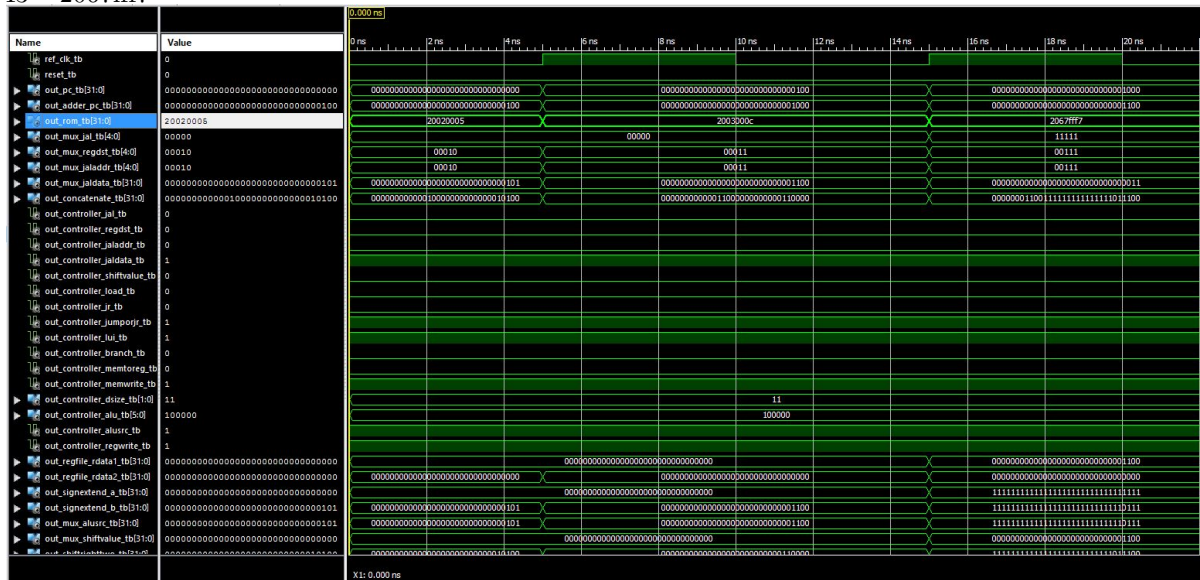 0.000 ns
Name Value 0 ns 2 ns 4 ns 6 ns 8 ns 10 ns 12 ns 14 ns 16 ns 18 ns 20 ns
ref_clk_tb 0
reset_tb 0
out_pc_tb[31:0] 00000000000000000000000000000000 00000000000000000000000000000000 00000000000000000000000000000100 00000000000000000000000000001000
out_adder_pc_tb[31:0] 00000000000000000000000000000100 00000000000000000000000000000100 00000000000000000000000000001000 00000000000000000000000000001100
out_rom_tb[31:0] 20020005 20020005 2003000c 2067fff7
out_mux_jal_tb[4:0] 00000 00000 11111
out_mux_regdst_tb[4:0] 00010 00010 00011 00111
out_mux_jaladdr_tb[4:0] 00010 00010 00011 00111
out_mux_jaldata_tb[31:0] 00000000000000000000000000000101 00000000000000000000000000000101 00000000000000000000000000001100 00000000000000000000000000000011
out_concatenate_tb[31:0] 00000000000010000000000000010100 00000000000010000000000000010100 00000000000011000000000000110000 00000001100111111111111111011100
out_controller_jal_tb 0
out_controller_regdst_tb 0
out_controller_jaladdr_tb 0
out_controller_jaldata_tb 1
out_controller_shiftvalue_tb 0
out_controller_load_tb 0
out_controller_jr_tb 0
out_controller_jumporjr_tb 1
out_controller_lui_tb 1
out_controller_branch_tb 0
out_controller_memtoreg_tb 0
out_controller_memwrite_tb 1
out_controller_dsize_tb[1:0] 11 11
out_controller_alu_tb[5:0] 100000 100000
out_controller_alusrc_tb 1
out_controller_regwrite_tb 1
out_regfile_rdata1_tb[31:0] 00000000000000000000000000000000 00000000000000000000000000000000 00000000000000000000000000001100
out_regfile_rdata2_tb[31:0] 00000000000000000000000000000000 00000000000000000000000000000000 00000000000000000000000000000000 00000000000000000000000000000000
out_signextend_a_tb[31:0] 00000000000000000000000000000000 00000000000000000000000000000000 11111111111111111111111111111111
out_signextend_b_tb[31:0] 00000000000000000000000000000101 00000000000000000000000000000101 00000000000000000000000000001100 11111111111111111111111111110111
out_mux_alusrc_tb[31:0] 00000000000000000000000000000101 00000000000000000000000000000101 00000000000000000000000000001100 11111111111111111111111111110111
out_mux_shiftvalue_tb[31:0] 00000000000000000000000000000000 00000000000000000000000000000000 00000000000000000000000000001100
X1: 0.000 ns